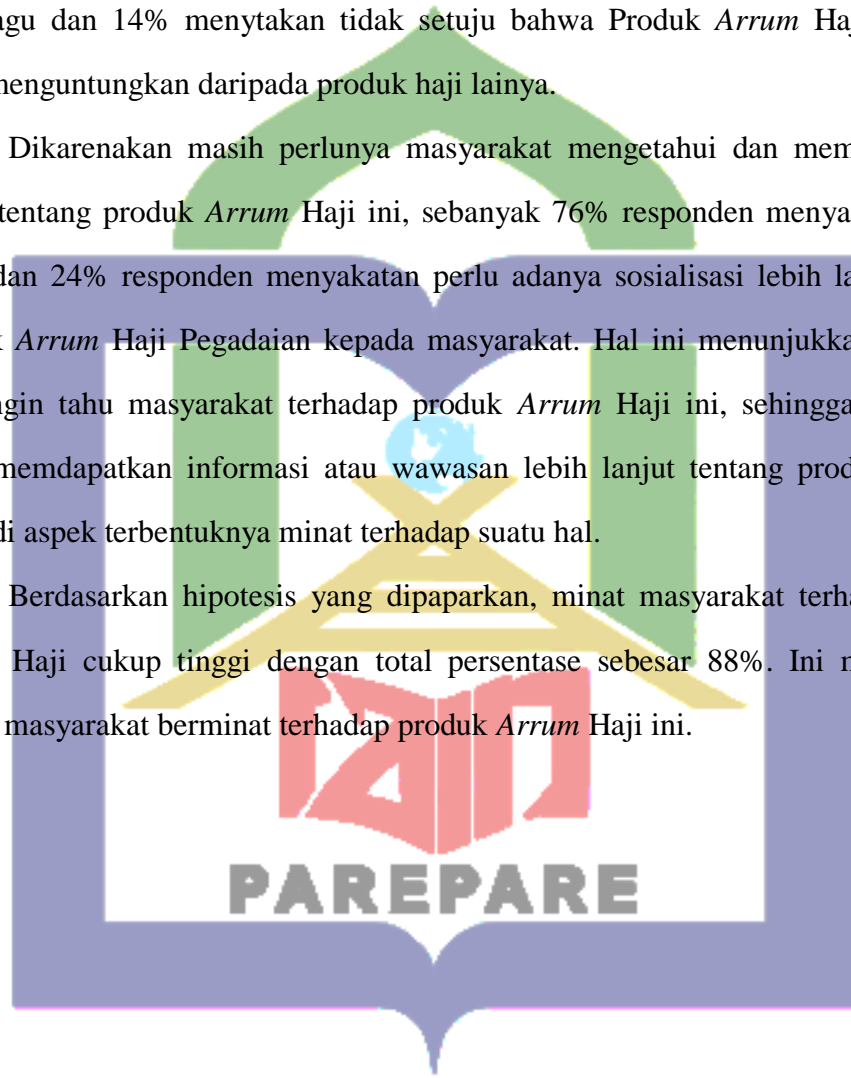 agu dan 14% menytakan tidak setuju bahwa Produk Arrum Haj
menguntungkan daripada produk haji lainya.
Dikarenakan masih perlunya masyarakat mengetahui dan mem
tentang produk Arrum Haji ini, sebanyak 76% responden menya
dan 24% responden menyakatan perlu adanya sosialisasi lebih la
k Arrum Haji Pegadaian kepada masyarakat. Hal ini menunjukka
ngin tahu masyarakat terhadap produk Arrum Haji ini, sehingga
memdapatkan informasi atau wawasan lebih lanjut tentang prod
di aspek terbentuknya minat terhadap suatu hal.
Berdasarkan hipotesis yang dipaparkan, minat masyarakat terha
Haji cukup tinggi dengan total persentase sebesar 88%. Ini m
masyarakat berminat terhadap produk Arrum Haji ini.
iain
PAREPARE